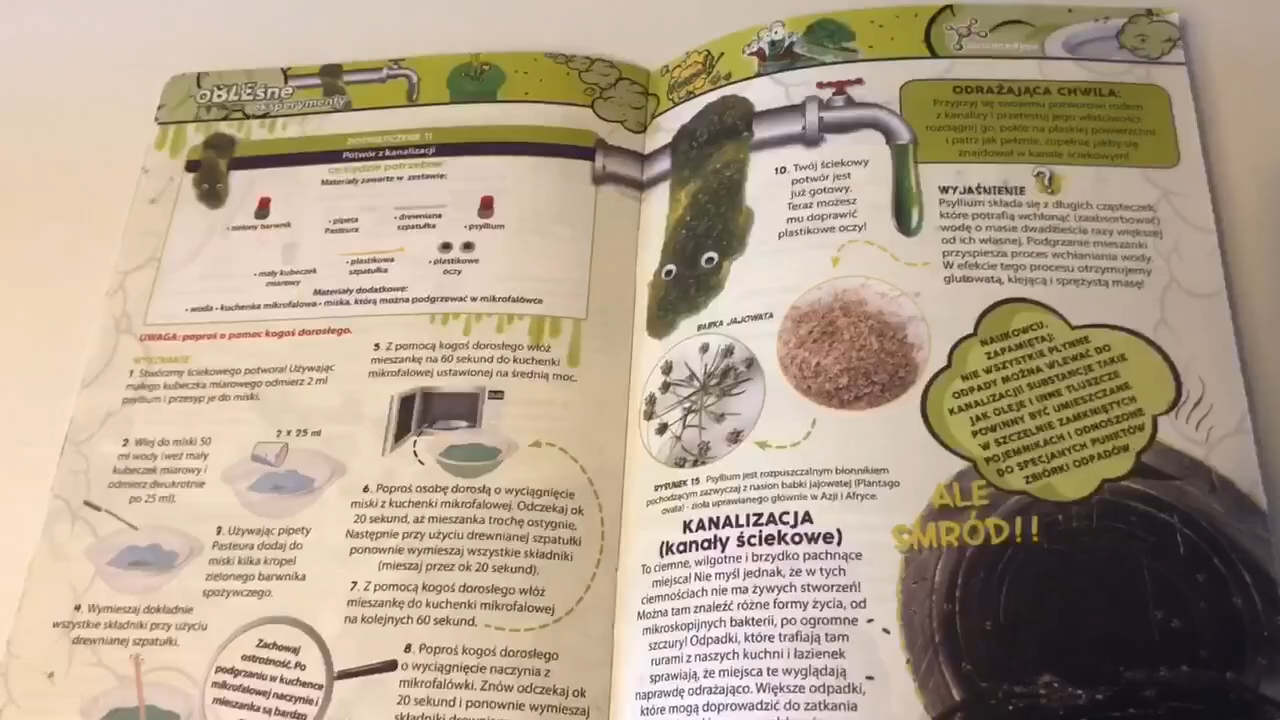 OBLEśne
eksperymenty
DOŚWIADCZENIE 11
Potwór z kanalizacji
CO BĘDZIE POTRZEBNE
Materiały zawarte w zestawie:
• zielony barwnik
• pipeta
Pasteura
• drewniana
szpatułka
• psyllium
• mały kubeczek
miarowy
• plastikowa
szpatułka
• plastikowe
oczy
Materiały dodatkowe:
• woda • kuchenka mikrofalowa • miska, którą można podgrzewać w mikrofalówce
UWAGA: poproś o pomoc kogoś dorosłego.
WYKONANIE
1. Stwórzmy ściekowego potwora! Używając
małego kubeczka miarowego odmierz 2 ml
psyllium i przesyp je do miski.
2. Wlej do miski 50
ml wody (weź mały
kubeczek miarowy i
odmierz dwukrotnie
po 25 ml).
2 x 25 ml
9. Używając pipety
Pasteura dodaj do
miski kilka kropel
zielonego barwnika
spożywczego.
4. Wymieszaj dokładnie
wszystkie składniki przy użyciu
drewnianej szpatułki.
Zachowaj
ostrożność. Po
podgrzaniu w kuchence
mikrofalowej naczynie i
mieszanka są bardzo
5. Z pomocą kogoś dorosłego włóż
mieszankę na 60 sekund do kuchenki
mikrofalowej ustawionej na średnią moc.
6. Poproś osobę dorosłą o wyciągnięcie
miski z kuchenki mikrofalowej. Odczekaj ok
20 sekund, aż mieszanka trochę ostygnie.
Następnie przy użyciu drewnianej szpatułki
ponownie wymieszaj wszystkie składniki
(mieszaj przez ok 20 sekund).
7. Z pomocą kogoś dorosłego włóż
mieszankę do kuchenki mikrofalowej
na kolejnych 60 sekund.
8. Poproś kogoś dorosłego
o wyciągnięcie naczynia z
mikrofalówki. Znów odczekaj ok
20 sekund i ponownie wymieszaj
składniki
10. Twój ściekowy
potwór jest
już gotowy.
Teraz możesz
mu doprawić
plastikowe oczy!
ODRAŻAJĄCA CHWILA:
Przyjrzyj się swojemu potworowi rodem
z kanalizy i przetestuj jego właściwości:
rozciągnij go, połóż na płaskiej powierzchni
i patrz jak pełznie, zupełnie jakby się
znajdował w kanale ściekowym!
WYJAŚNIENIE
Psyllium składa się z długich cząsteczek,
które potrafią wchłonąć (zaabsorbować)
wodę o masie dwadzieścia razy większej
od ich własnej. Podgrzanie mieszanki
przyspiesza proces wchłaniania wody.
W efekcie tego procesu otrzymujemy
glutowatą, klejącą i sprężystą masę!
BABKA JAJOWATA
RYSUNEK 15. Psyllium jest rozpuszczalnym błonnikiem
pochodzącym zazwyczaj z nasion babki jajowatej (Plantago
ovata) - zioła uprawianego głównie w Azji i Afryce.
NAUKOWCU,
ZAPAMIĘTAJ:
NIE WSZYSTKIE PŁYNNE
ODPADY MOŻNA WLEWAĆ DO
KANALIZACJI! SUBSTANCJE TAKIE
JAK OLEJE I INNE TŁUSZCZE
POWINNY BYĆ UMIESZCZANE
W SZCZELNIE ZAMKNIĘTYCH
POJEMNIKACH I ODNOSZONE
DO SPECJANYCH PUNKTÓW
ZBIÓRKI ODPADÓW
ALE
SMRÓD!!
KANALIZACJA
(kanały ściekowe)
To ciemne, wilgotne i brzydko pachnące
miejsca! Nie myśl jednak, że w tych
ciemnościach nie ma żywych stworzeń!
Można tam znaleźć różne formy życia, od
mikroskopijnych bakterii, po ogromne
szczury! Odpadki, które trafiają tam
rurami z naszych kuchni i łazienek
sprawiają, że miejsca te wyglądają
naprawdę odrażająco. Większe odpadki,
które mogą doprowadzić do zatkania